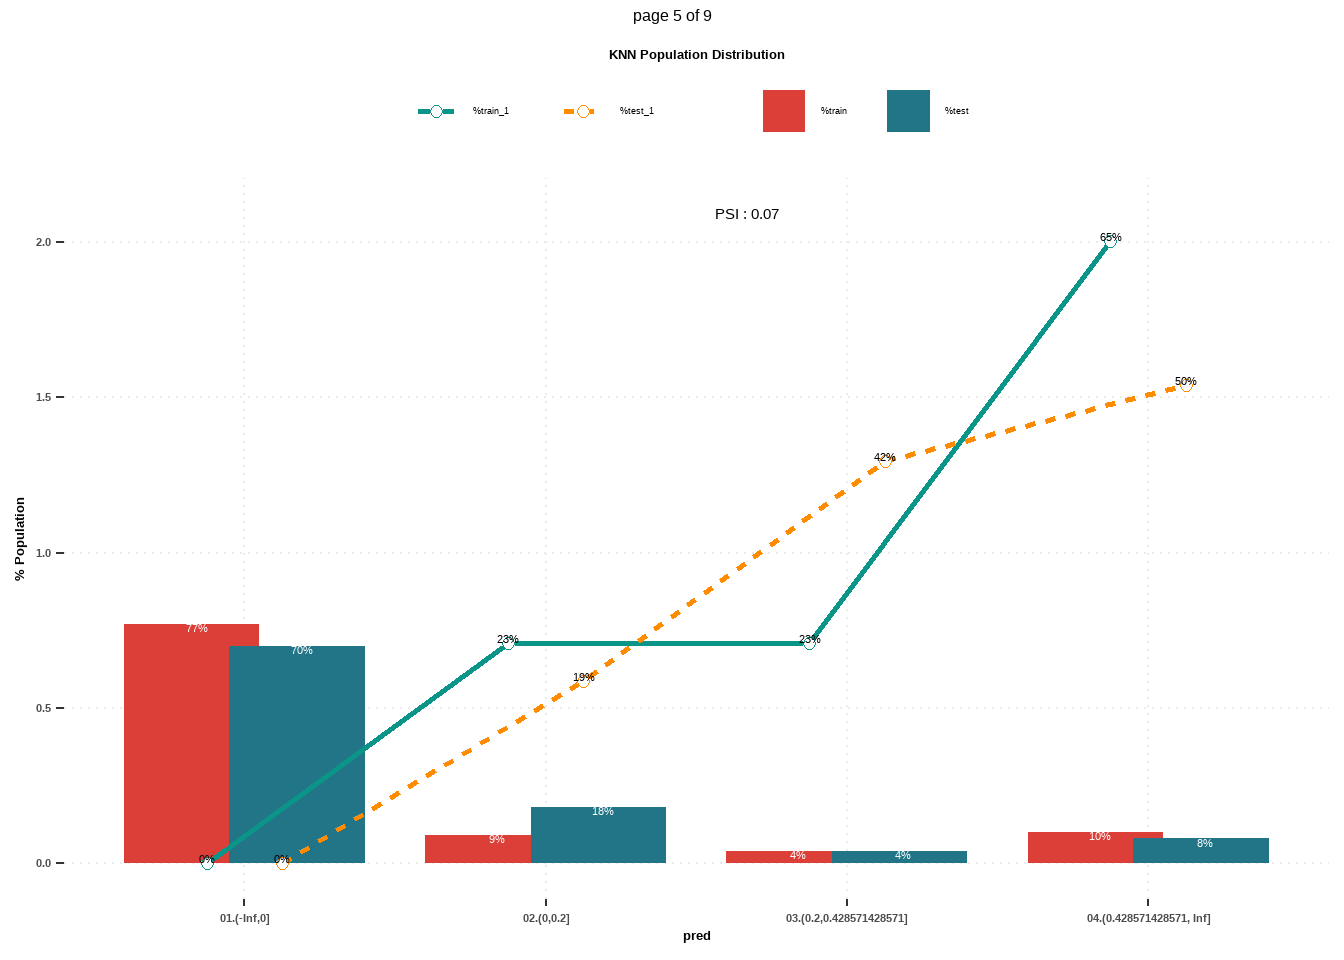 page 5 of 9
KNN Population Distribution
%train_1 %test_1 %train %test
PSI : 0.07
2.0
1.5
1.0
0.5
0.0
% Population
65%
50%
42%
23%
23%
19%
0%
0%
77%
70%
9%
18%
4%
4%
10%
8%
01.(-Inf,0]
02.(0,0.2]
03.(0.2,0.428571428571]
04.(0.428571428571, Inf]
pred